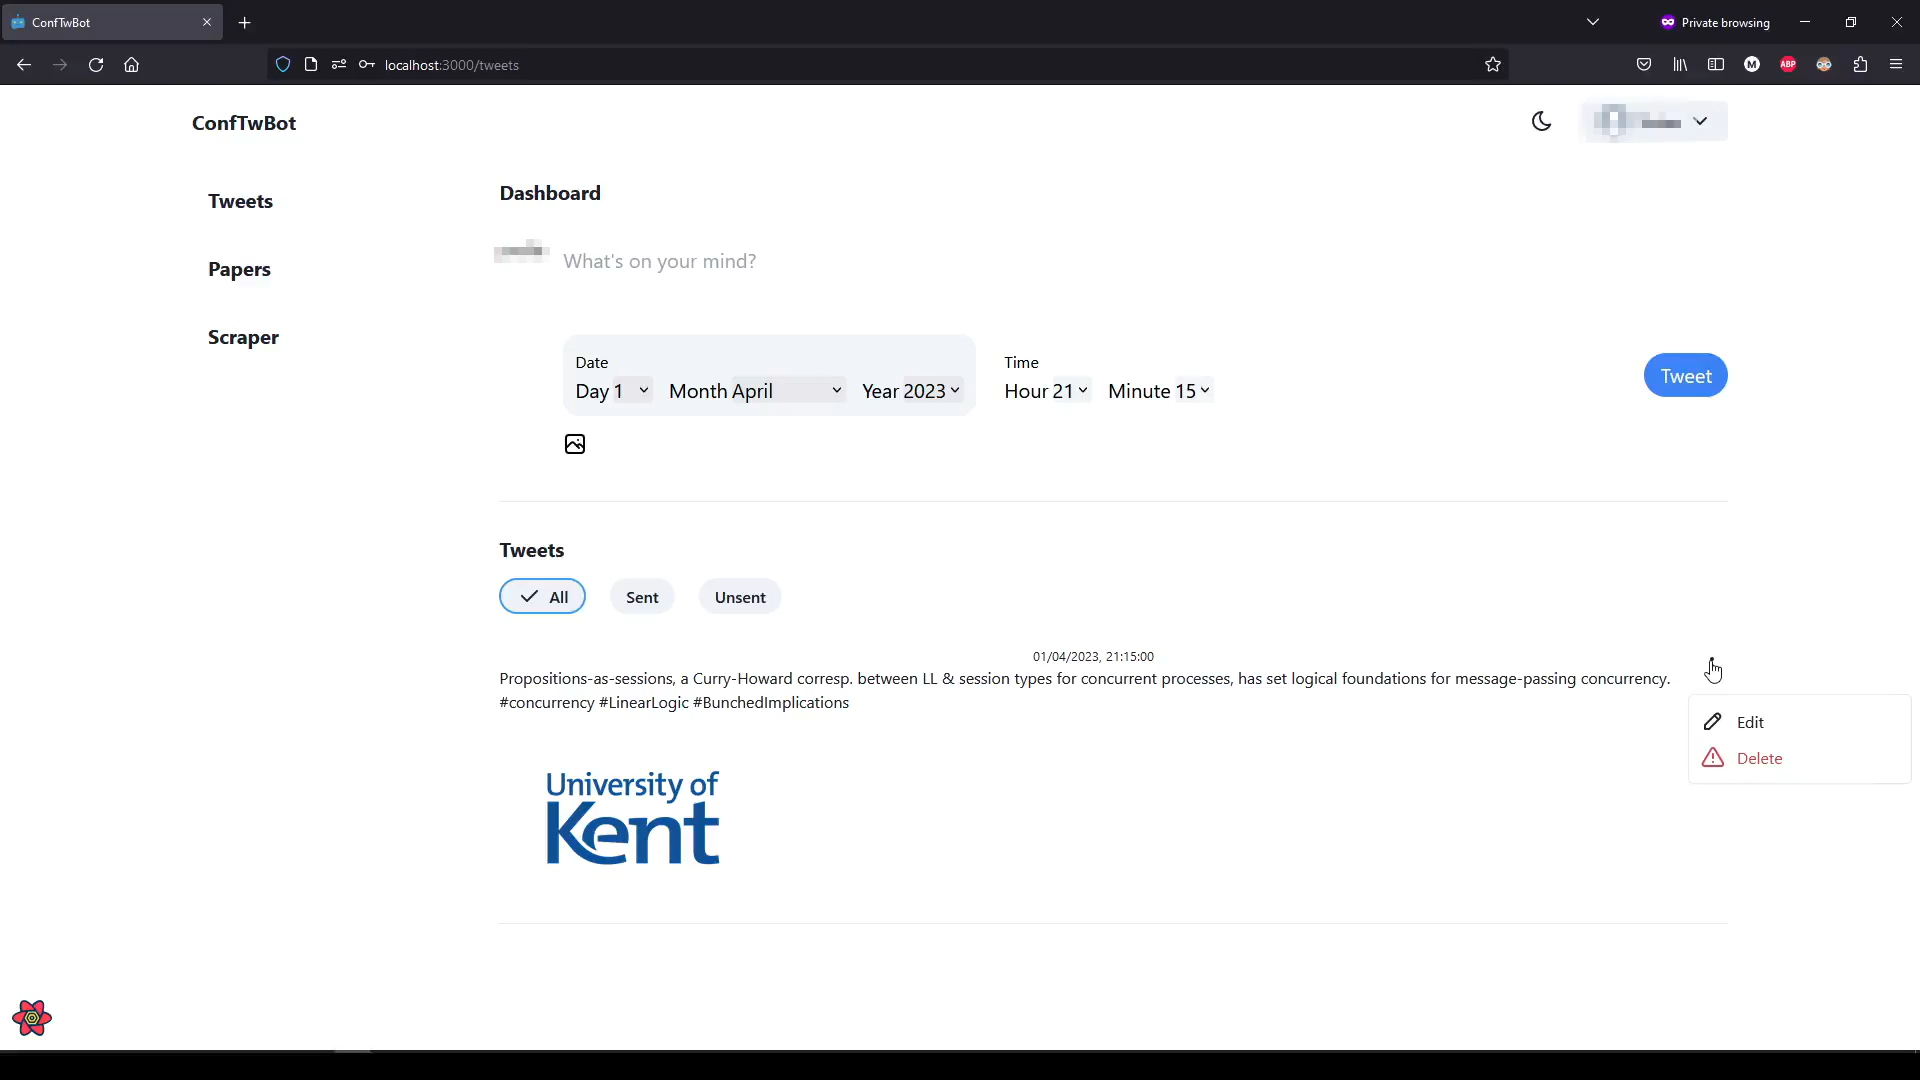 ConfTwBot
Private browsing
localhost:3000/tweets
M
ABP
ConfTwBot
Tweets
Papers
Scraper
Dashboard
What's on your mind?
Date
Day 1 Month April Year 2023
Time
Hour 21 Minute 15
Tweet
Tweets
All Sent Unsent
01/04/2023, 21:15:00
Propositions-as-sessions, a Curry-Howard corresp. between LL & session types for concurrent processes, has set logical foundations for message-passing concurrency.
#concurrency #LinearLogic #BunchedImplications
Edit
Delete
University of
Kent